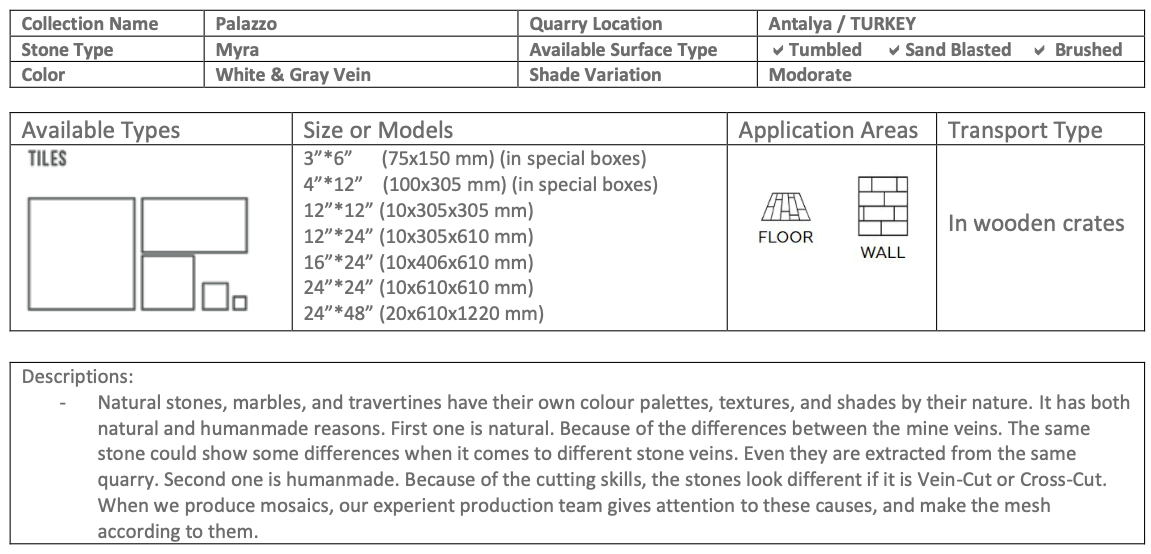 Collection Name Palazzo Quarry Location Antalya / TURKEY
Stone Type Myra Available Surface Type ✓ Tumbled ✓ Sand Blasted ✓ Brushed
Color White & Gray Vein Shade Variation Modorate
Available Types Size or Models Application Areas Transport Type
TILES
3”*6” (75x150 mm) (in special boxes)
4”*12” (100x305 mm) (in special boxes)
12”*12” (10x305x305 mm)
12”*24” (10x305x610 mm)
16”*24” (10x406x610 mm)
24”*24” (10x610x610 mm)
24”*48” (20x610x1220 mm)
FLOOR
WALL
In wooden crates
Descriptions:
- Natural stones, marbles, and travertines have their own colour palettes, textures, and shades by their nature. It has both
natural and humanmade reasons. First one is natural. Because of the differences between the mine veins. The same
stone could show some differences when it comes to different stone veins. Even they are extracted from the same
quarry. Second one is humanmade. Because of the cutting skills, the stones look different if it is Vein-Cut or Cross-Cut.
When we produce mosaics, our experient production team gives attention to these causes, and make the mesh
according to them.